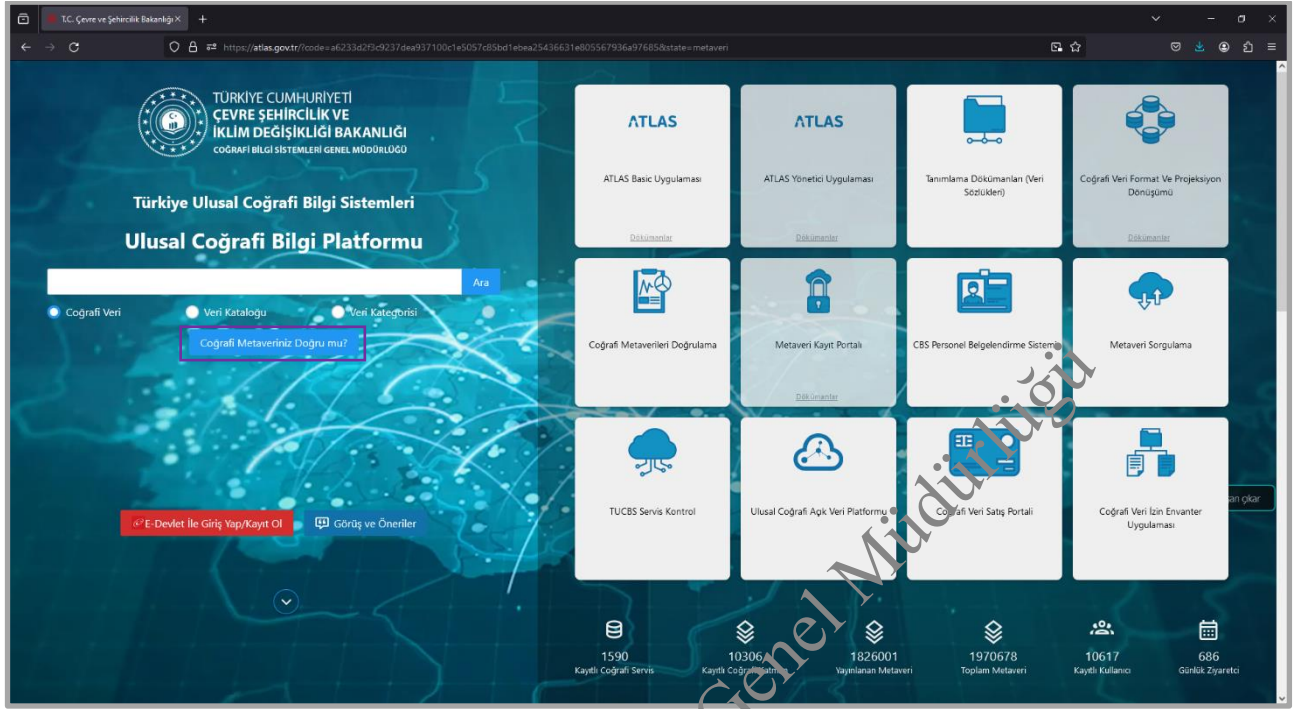 T.C. Çevre ve Şehircilik Bakanlığı
https://atlas.gov.tr/?code=a6233d2f3c9237dea937100c1e5057c85bd1ebea25436631e805567936a97685&state=metaveri
TÜRKİYE CUMHURİYETİ
ÇEVRE ŞEHİRCİLİK VE
İKLİM DEĞİŞİKLİĞİ BAKANLIĞI
COĞRAFİ BİLGİ SİSTEMLERİ GENEL MÜDÜRLÜĞÜ
Türkiye Ulusal Coğrafi Bilgi Sistemleri
Ulusal Coğrafi Bilgi Platformu
Ara
Coğrafi Veri
Veri Kataloğu
Veri Kategorisi
Coğrafi Metaveriniz Doğru mu?
E-Devlet İle Giriş Yap/Kayıt Ol
Görüş ve Öneriler
ATLAS
ATLAS Basic Uygulaması
Dökümanlar
ATLAS
ATLAS Yönetici Uygulaması
Dökümanlar
Tanımlama Dökümanları (Veri
Sözlükleri)
Coğrafi Veri Format Ve Projeksiyon
Dönüşümü
Dökümanlar
Coğrafi Metaverileri Doğrulama
Metaveri Kayıt Portalı
Dökümanlar
CBS Personel Belgelendirme Sistemi
Metaveri Sorgulama
TUCBS Servis Kontrol
Ulusal Coğrafi Açık Veri Platformu
Coğrafi Veri Satış Portali
Coğrafi Veri İzin Envanter
Uygulaması
1590
Kayıtlı Coğrafi Servis
10306
Kayıtlı Coğrafi Katman
1826001
Yayınlanan Metaveri
1970678
Toplam Metaveri
10617
Kayıtlı Kullanıcı
686
Günlük Ziyaretci
Genel Müdürlüğü